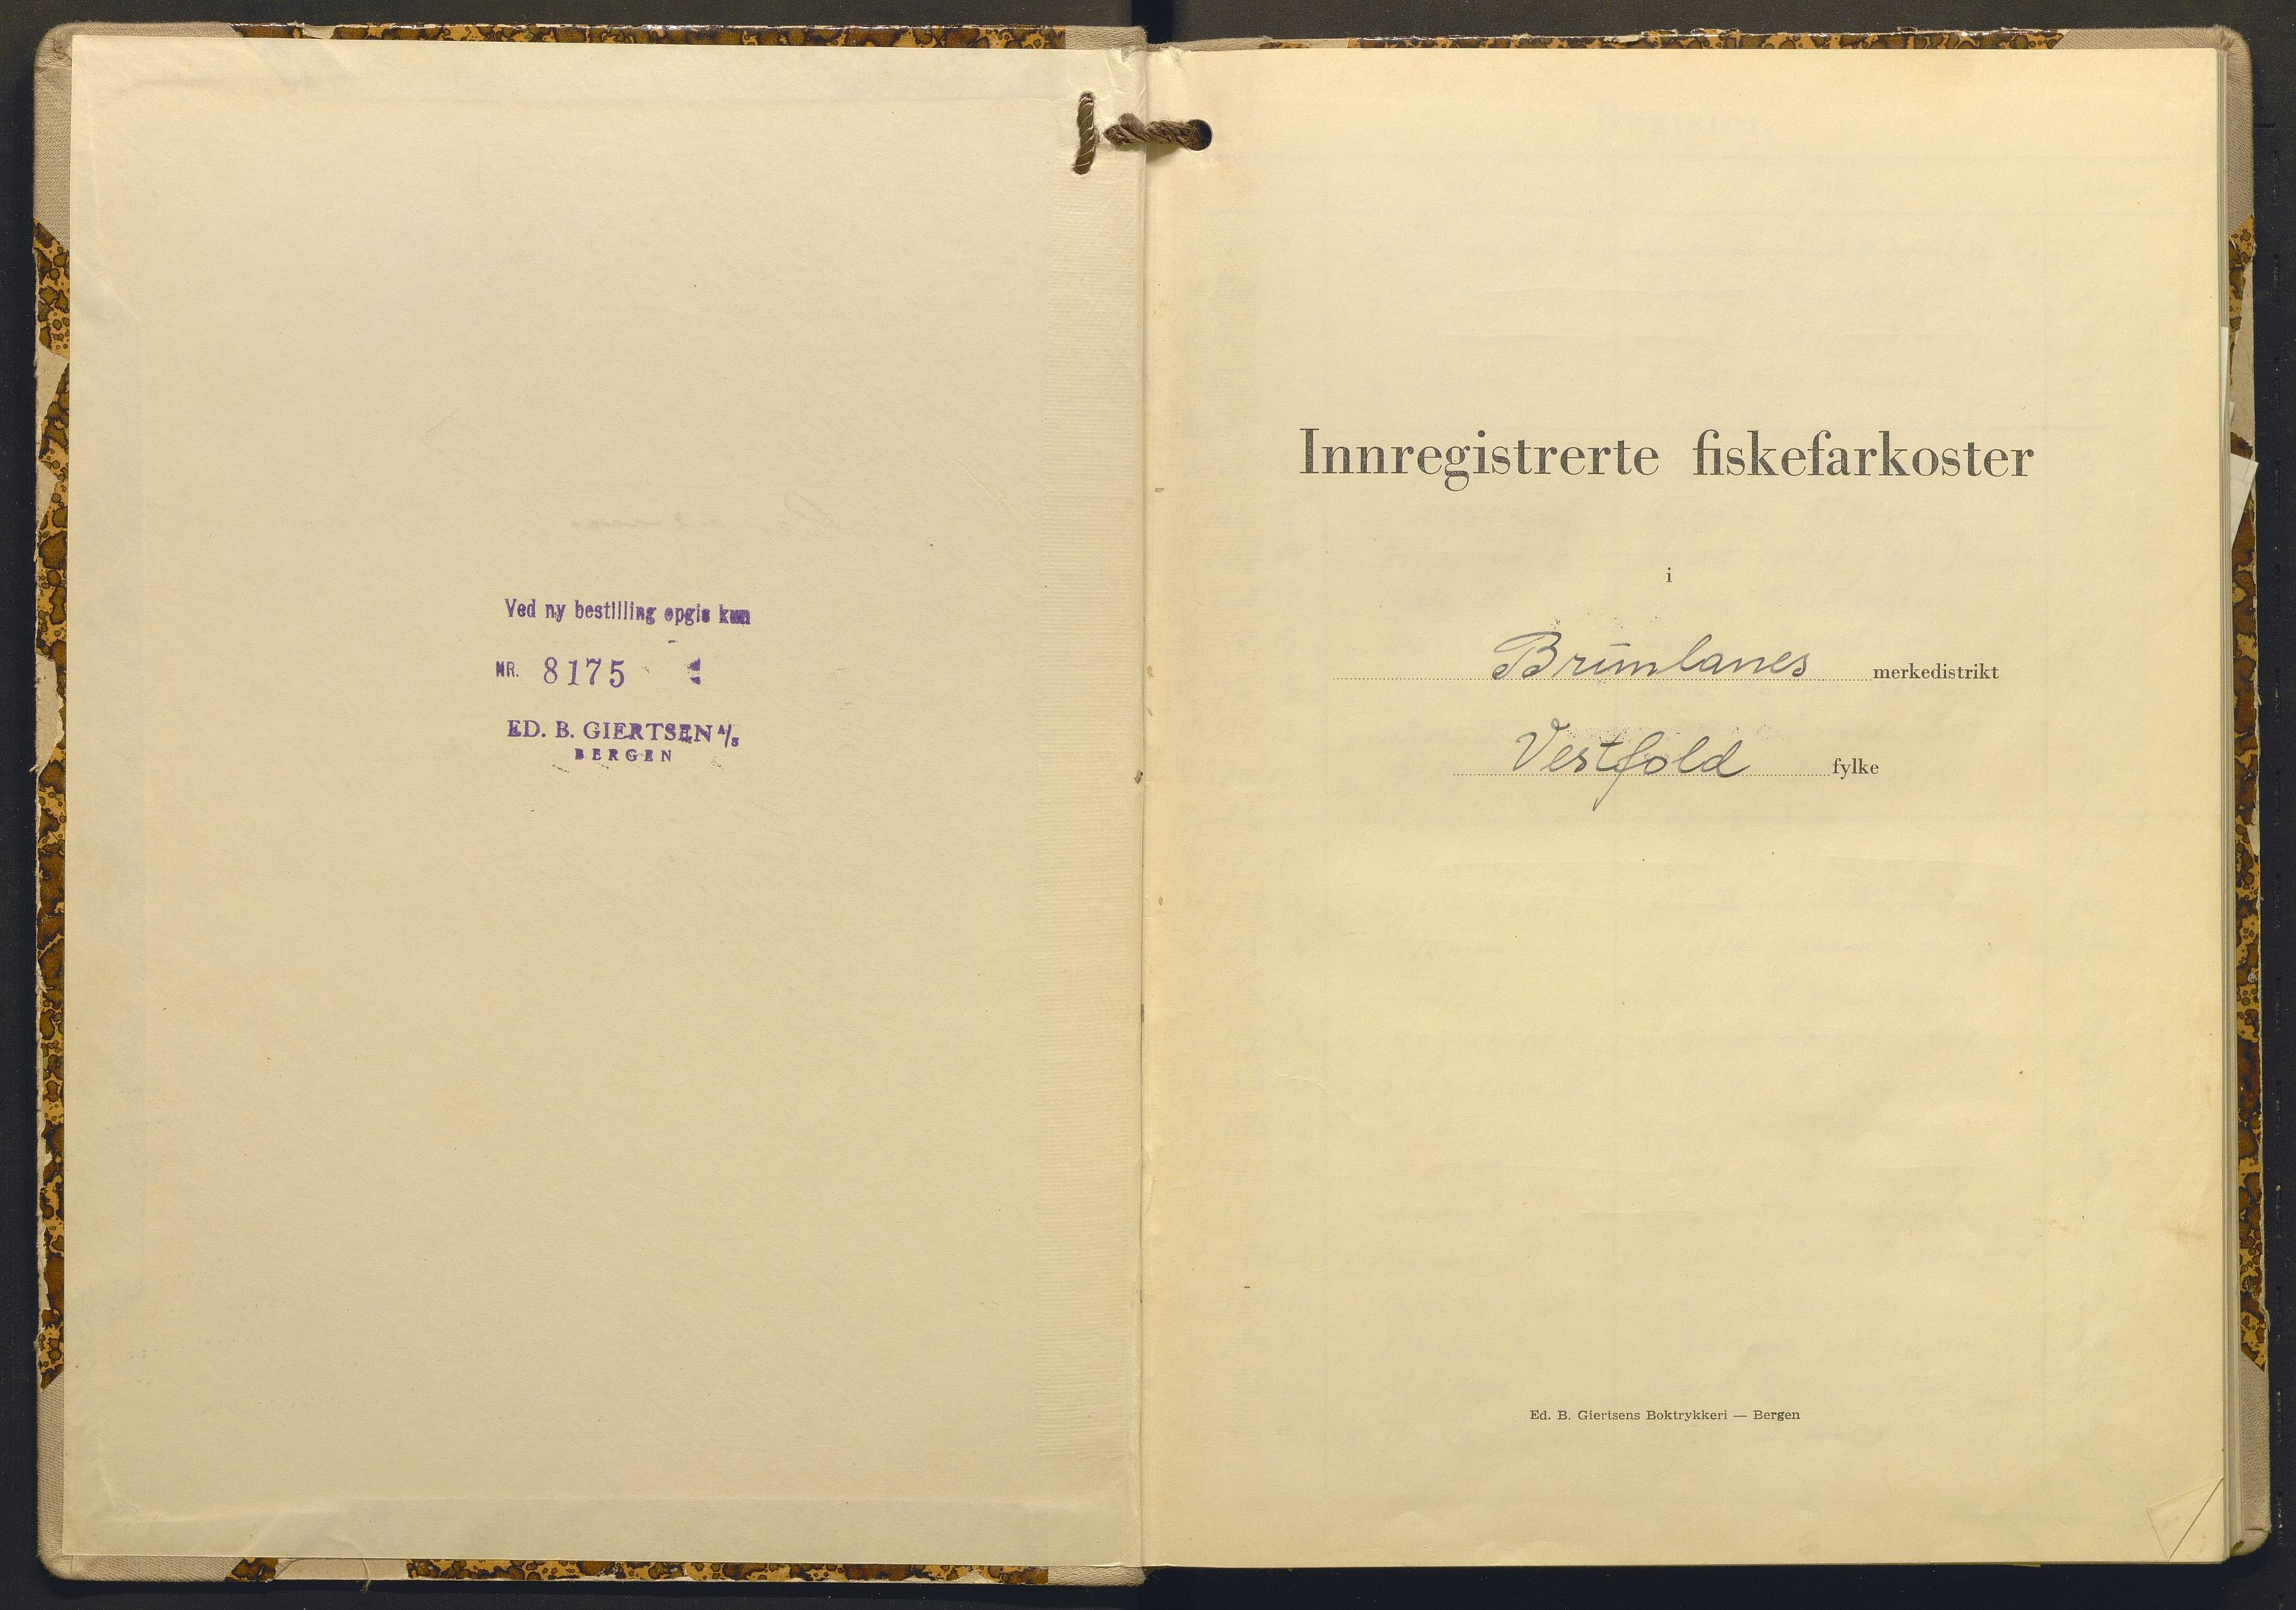 Ved ny bestilling opgis kun
NR. 8175
ED. B. GIERTSEN A/S
BERGEN
Innregistrerte fiskefarkoster
i
Brunlanes merkedistrikt
Vestfold fylke
Ed. B. Giertsens Boktrykkeri — Bergen